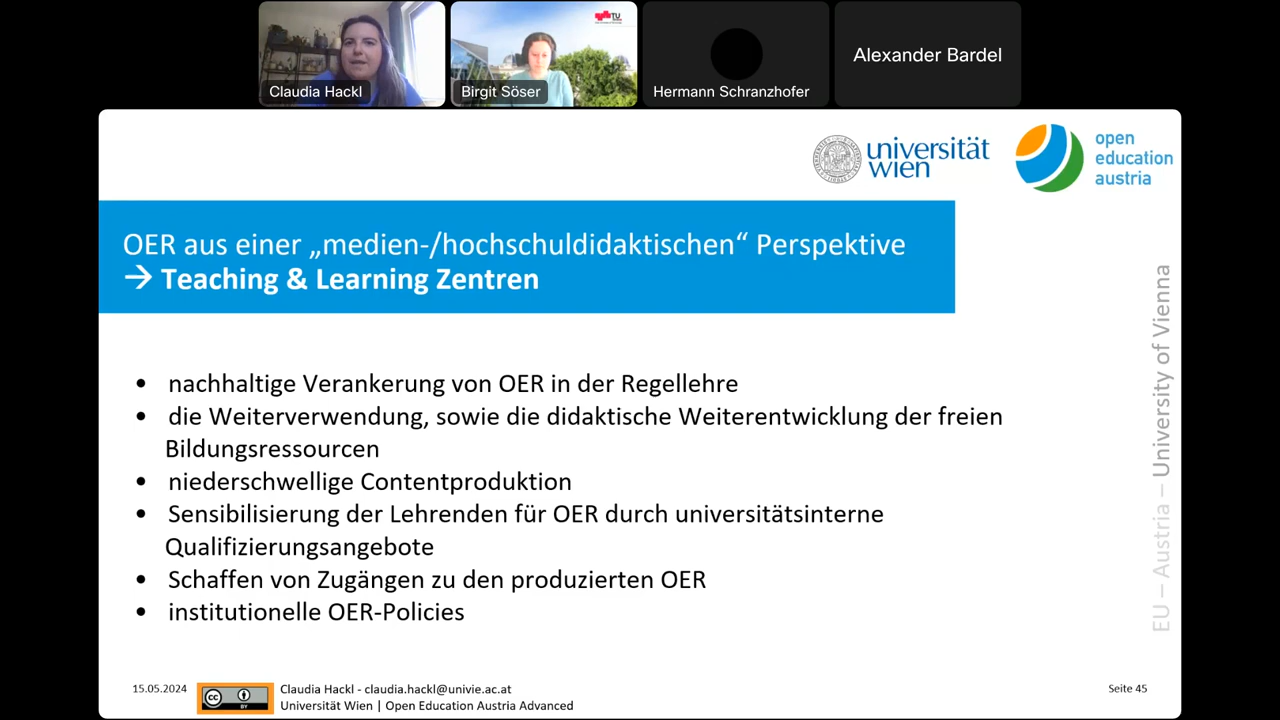 TU
Claudia Hackl
Birgit Söser
Hermann Schranzhofer
Alexander Bardel
universität
wien
open
education
austria
OER aus einer „medien-/hochschuldidaktischen“ Perspektive
→ Teaching & Learning Zentren
• nachhaltige Verankerung von OER in der Regellehre
• die Weiterverwendung, sowie die didaktische Weiterentwicklung der freien
Bildungsressourcen
• niederschwellige Contentproduktion
• Sensibilisierung der Lehrenden für OER durch universitätsinterne
Qualifizierungsangebote
• Schaffen von Zugängen zu den produzierten OER
• institutionelle OER-Policies
EU – Austria – University of Vienna
15.05.2024
cc
BY
Claudia Hackl - claudia.hackl@univie.ac.at
Universität Wien | Open Education Austria Advanced
Seite 45